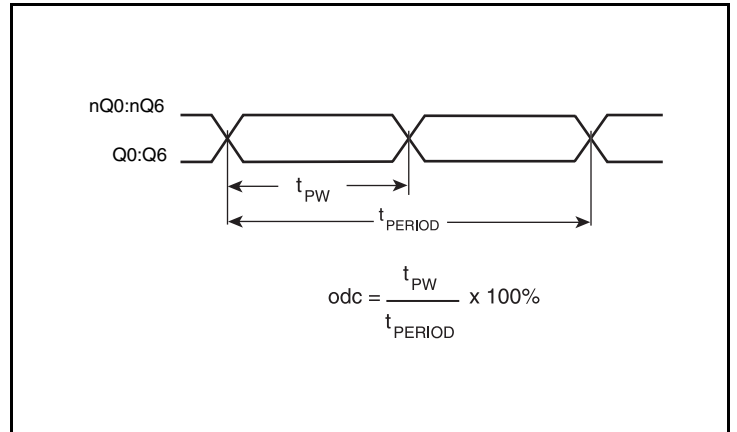 nQ0:nQ6
Q0:Q6
tPW
tPERIOD
odc = tPW / tPERIOD x 100%